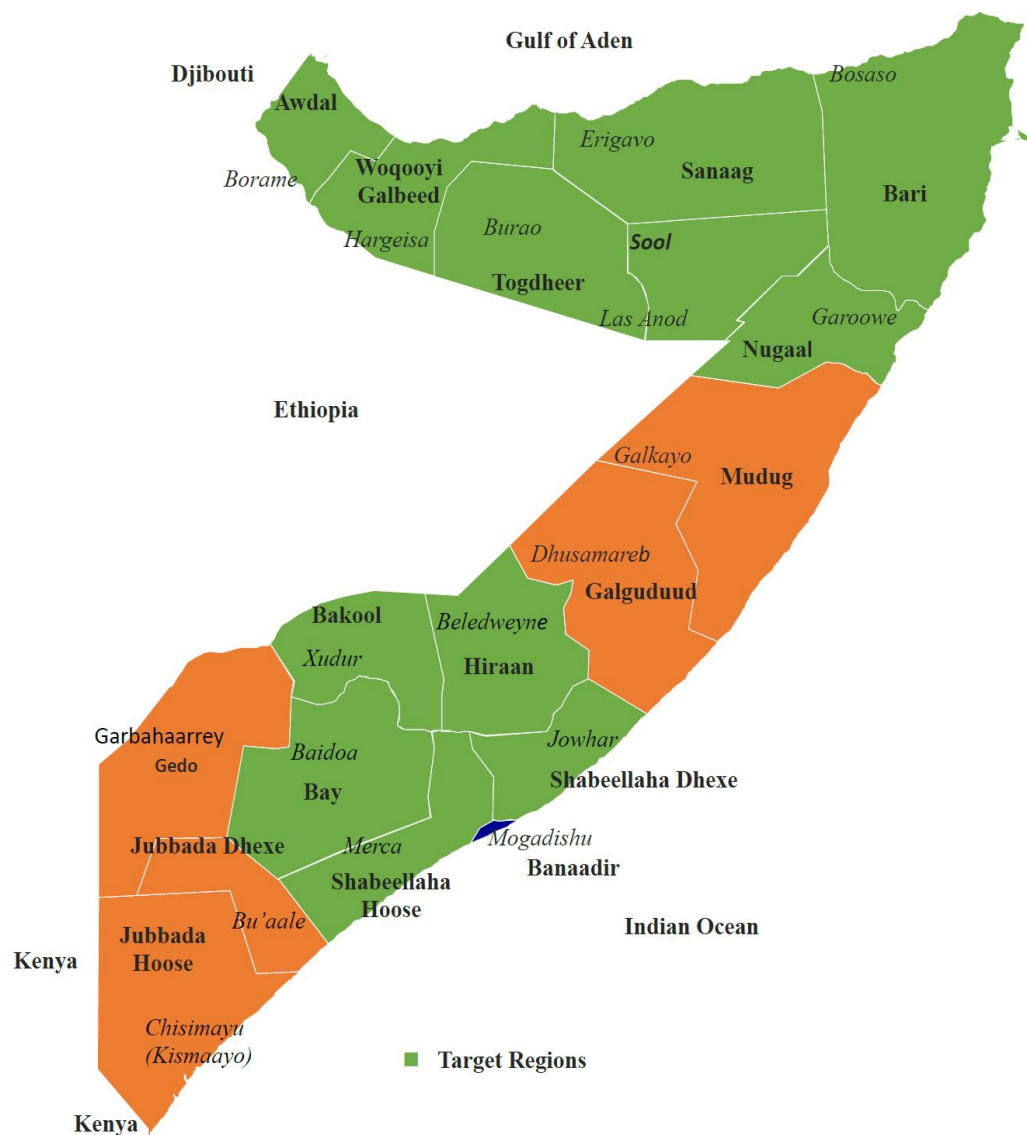 Gulf of Aden
Djibouti
Bosaso
Awdal
Erigavo
Woqooyi
Galbeed
Sanaag
Borame
Bari
Burao
Hargeisa
Sool
Togdheer
Las Anod
Garoowe
Nugaal
Ethiopia
Galkayo
Mudug
Dhusamareb
Galguduud
Bakool
Beledweyne
Xudur
Hiraan
Garbahaarrey
Gedo
Baidoa
Jowhar
Bay
Shabeellaha Dhexe
Jubbada Dhexe
Merca
Mogadishu
Banaadir
Shabeellaha
Hoose
Bu’aale
Indian Ocean
Jubbada
Hoose
Kenya
Chisimayu
(Kismaayo)
Target Regions
Kenya